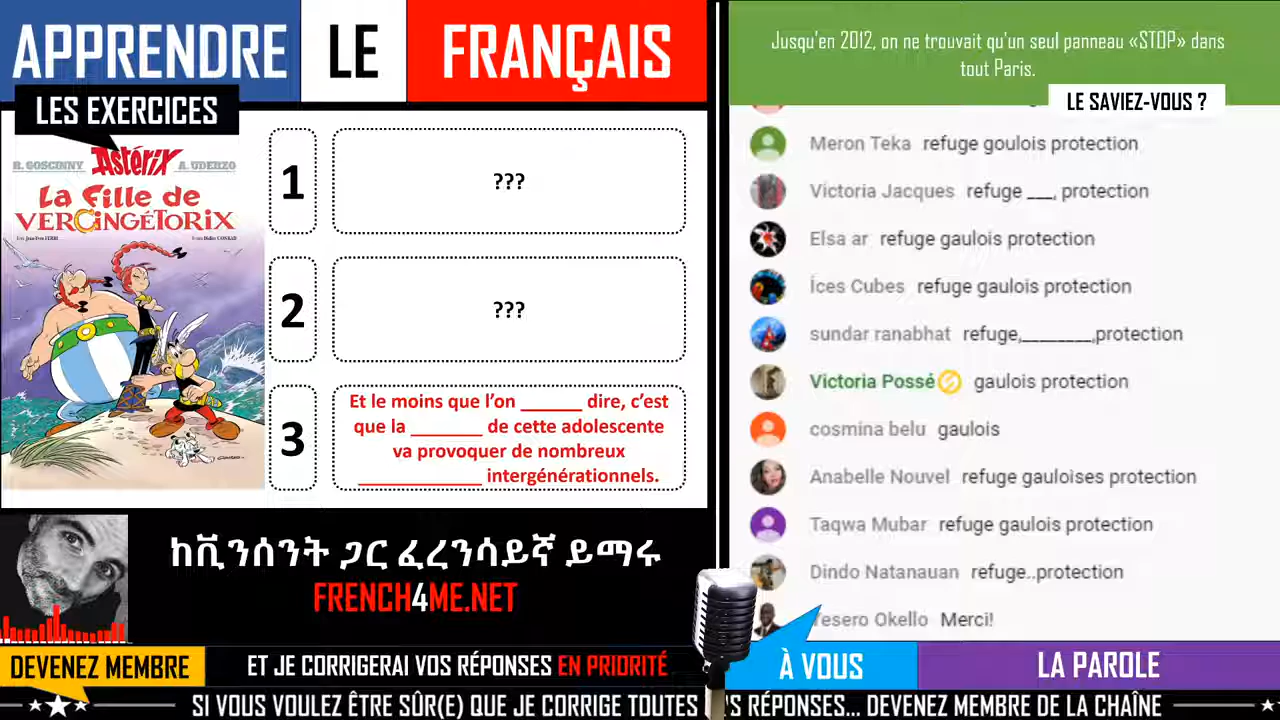 APPRENDRE LE FRANÇAIS
LES EXERCICES
R. GOSCINNY Astérix A. UDERZO
La Fille de
VERCINGÉTORIX
1
???
2
???
3
Et le moins que l’on ______ dire, c’est
que la _______ de cette adolescente
va provoquer de nombreux
____________ intergénérationnels.
ከቪንሰንት ጋር ፈረንሳይኛ ይማሩ
FRENCH4ME.NET
Jusqu'en 2012, on ne trouvait qu'un seul panneau «STOP» dans
tout Paris.
LE SAVIEZ-VOUS ?
Meron Teka refuge goulois protection
Victoria Jacques refuge ___, protection
Elsa ar refuge gaulois protection
İces Cubes refuge gaulois protection
sundar ranabhat refuge,________,protection
Victoria Possé gaulois protection
cosmina belu gaulois
Anabelle Nouvel refuge gauloises protection
Taqwa Mubar refuge gaulois protection
Dindo Natanauan refuge..protection
esero Okello Merci!
DEVENEZ MEMBRE
ET JE CORRIGERAI VOS RÉPONSES EN PRIORITÉ
À VOUS
LA PAROLE
SI VOUS VOULEZ ÊTRE SÛR(E) QUE JE CORRIGE TOUTES S RÉPONSES... DEVENEZ MEMBRE DE LA CHAÎNE